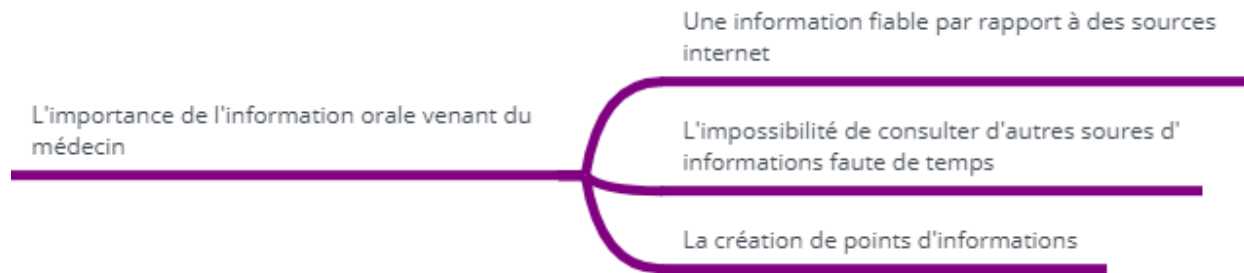 L'importance de l'information orale venant du
médecin
Une information fiable par rapport à des sources
internet
L'impossibilité de consulter d'autres soures d'
informations faute de temps
La création de points d'informations